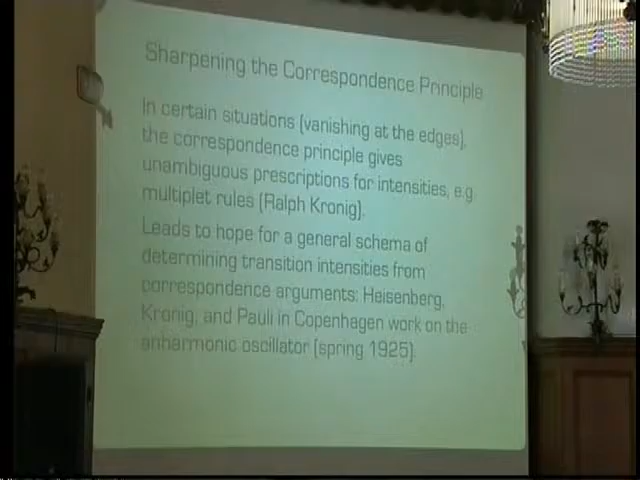 Sharpening the Correspondence Principle
In certain situations (vanishing at the edges),
the correspondence principle gives
unambiguous prescriptions for intensities, e.g
multiplet rules (Ralph Kronig).
Leads to hope for a general schema of
determining transition intensities from
correspondence arguments: Heisenberg,
Kronig, and Pauli in Copenhagen work on the
anharmonic oscillator (spring 1925).